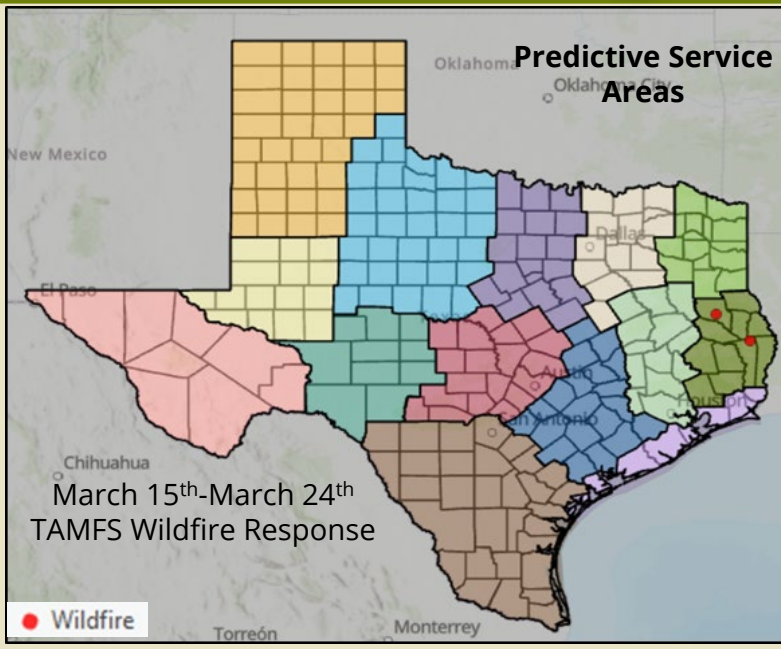 Predictive Service
Areas
Oklahoma
Oklahoma City
New Mexico
Dallas
El Paso
Texas
Austin
Houston
San Antonio
Chihuahua
March 15th-March 24th
TAMFS Wildfire Response
Wildfire
Torreón
Monterrey